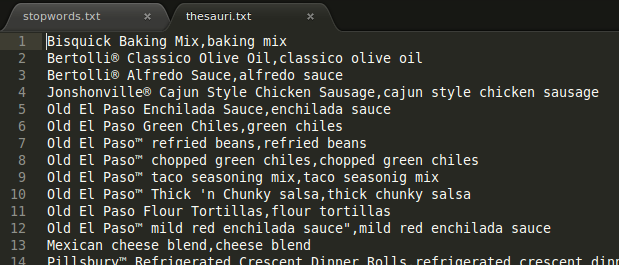 stopwords.txt × thesauri.txt ×
1 Bisquick Baking Mix,baking mix
2 Bertolli® Classico Olive Oil,classico olive oil
3 Bertolli® Alfredo Sauce,alfredo sauce
4 Jonshonville® Cajun Style Chicken Sausage,cajun style chicken sausage
5 Old El Paso Enchilada Sauce,enchilada sauce
6 Old El Paso Green Chiles,green chiles
7 Old El Paso™ refried beans,refried beans
8 Old El Paso™ chopped green chiles,chopped green chiles
9 Old El Paso™ taco seasoning mix,taco seasonig mix
10 Old El Paso™ Thick 'n Chunky salsa,thick chunky salsa
11 Old El Paso Flour Tortillas,flour tortillas
12 Old El Paso™ mild red enchilada sauce",mild red enchilada sauce
13 Mexican cheese blend,cheese blend
14 Pillsbury™ Refrigerated Crescent Dinner Rolls,refrigerated crescent dinn